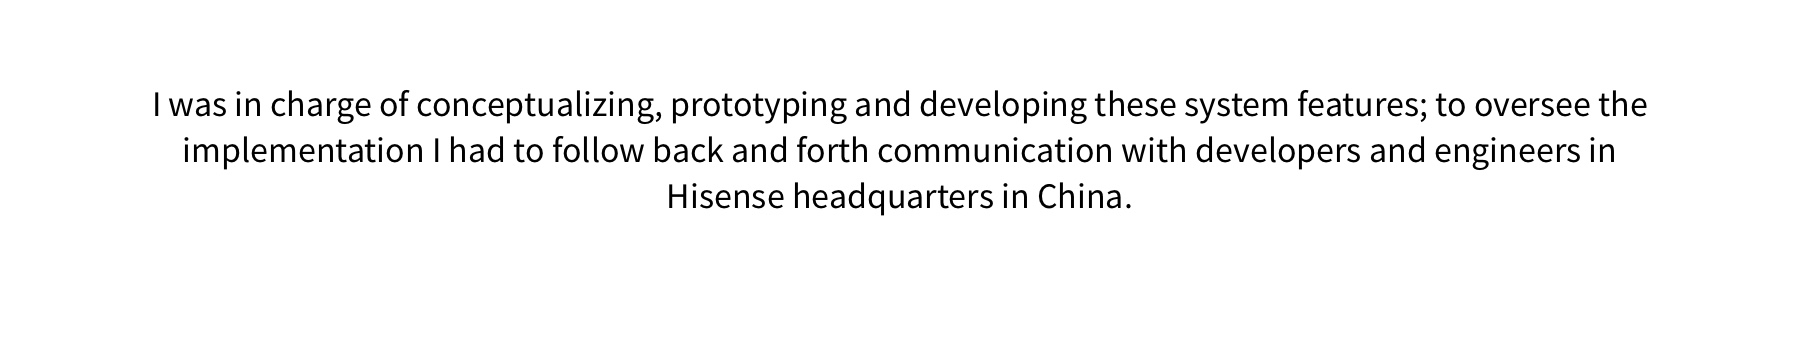 I was in charge of conceptualizing, prototyping and developing these system features; to oversee the
implementation I had to follow back and forth communication with developers and engineers in
Hisense headquarters in China.